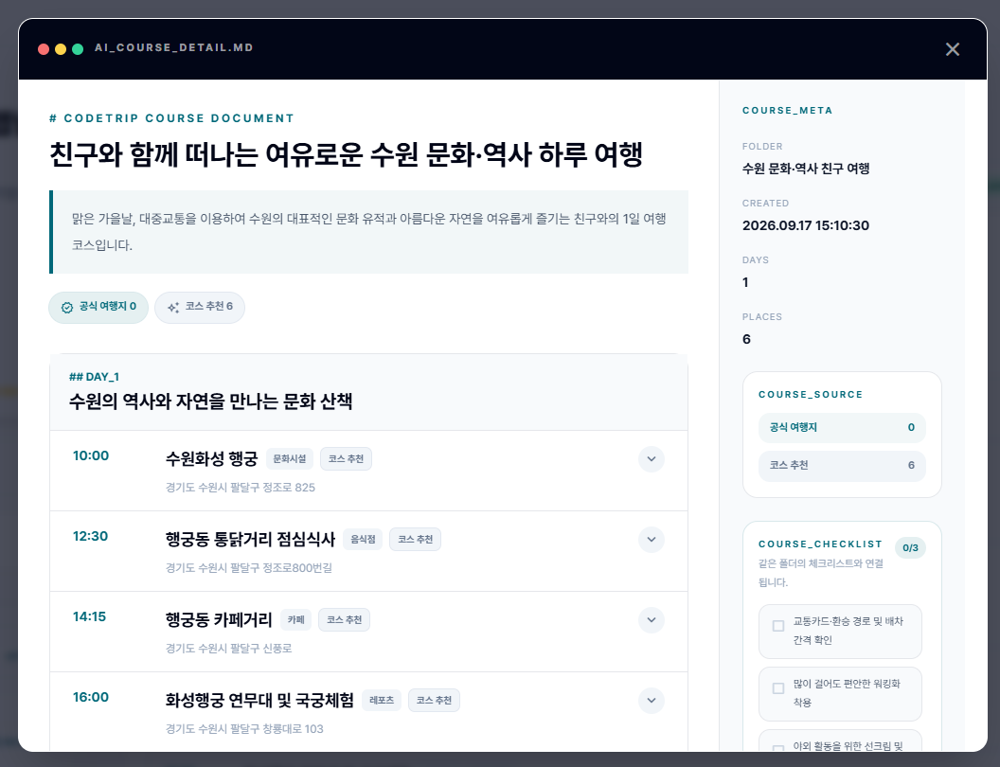 AI_COURSE_DETAIL.MD
# CODETRIP COURSE DOCUMENT
친구와 함께 떠나는 여유로운 수원 문화·역사 하루 여행
맑은 가을날, 대중교통을 이용하여 수원의 대표적인 문화 유적과 아름다운 자연을 여유롭게 즐기는 친구와의 1일 여행
코스입니다.
공식 여행지 0
코스 추천 6
## DAY_1
수원의 역사와 자연을 만나는 문화 산책
10:00
수원화성 행궁 문화시설 코스 추천
경기도 수원시 팔달구 정조로 825
12:30
행궁동 통닭거리 점심식사 음식점 코스 추천
경기도 수원시 팔달구 정조로800번길
14:15
행궁동 카페거리 카페 코스 추천
경기도 수원시 팔달구 신풍로
16:00
화성행궁 연무대 및 국궁체험 레포츠 코스 추천
경기도 수원시 팔달구 창룡대로 103
COURSE_META
FOLDER
수원 문화·역사 친구 여행
CREATED
2026.09.17 15:10:30
DAYS
1
PLACES
6
COURSE_SOURCE
공식 여행지 0
코스 추천 6
COURSE_CHECKLIST 0/3
같은 폴더의 체크리스트와 연결
됩니다.
교통카드·환승 경로 및 배차
간격 확인
많이 걸어도 편안한 워킹화
착용
야외 활동을 위한 선크림 및